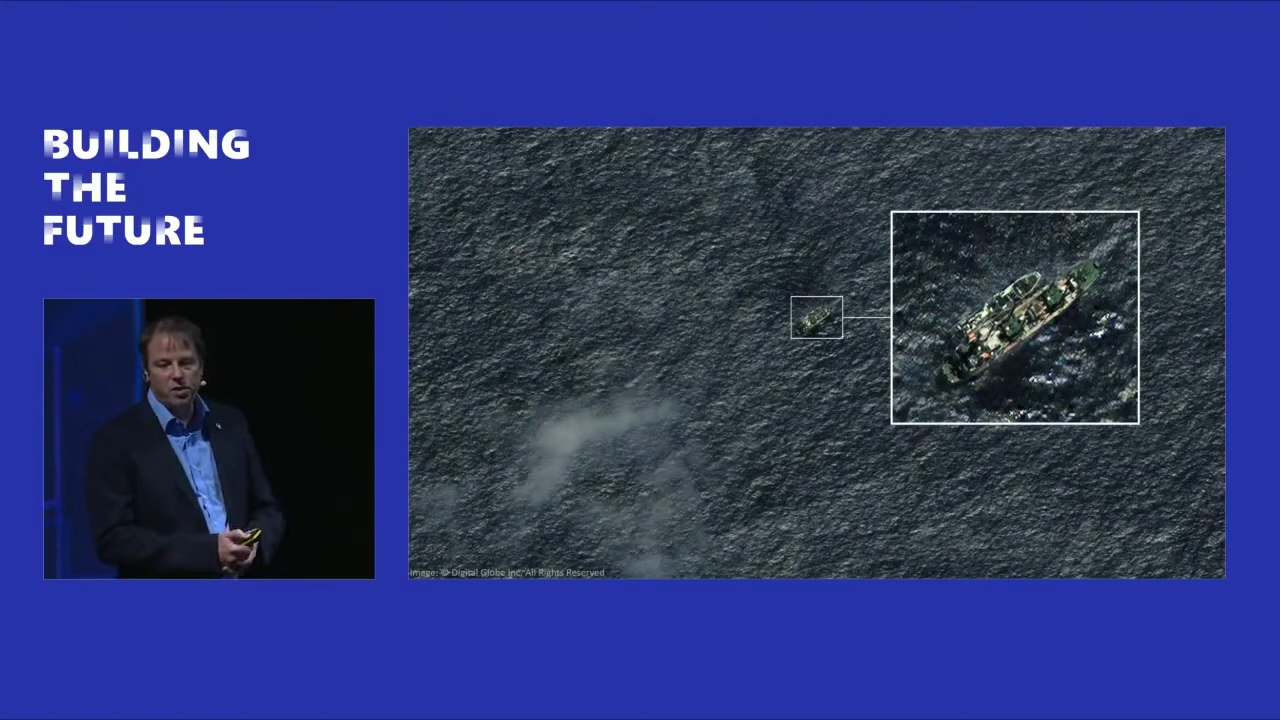 BUILDING
THE
FUTURE
Image: © Digital Globe Inc. All Rights Reserved